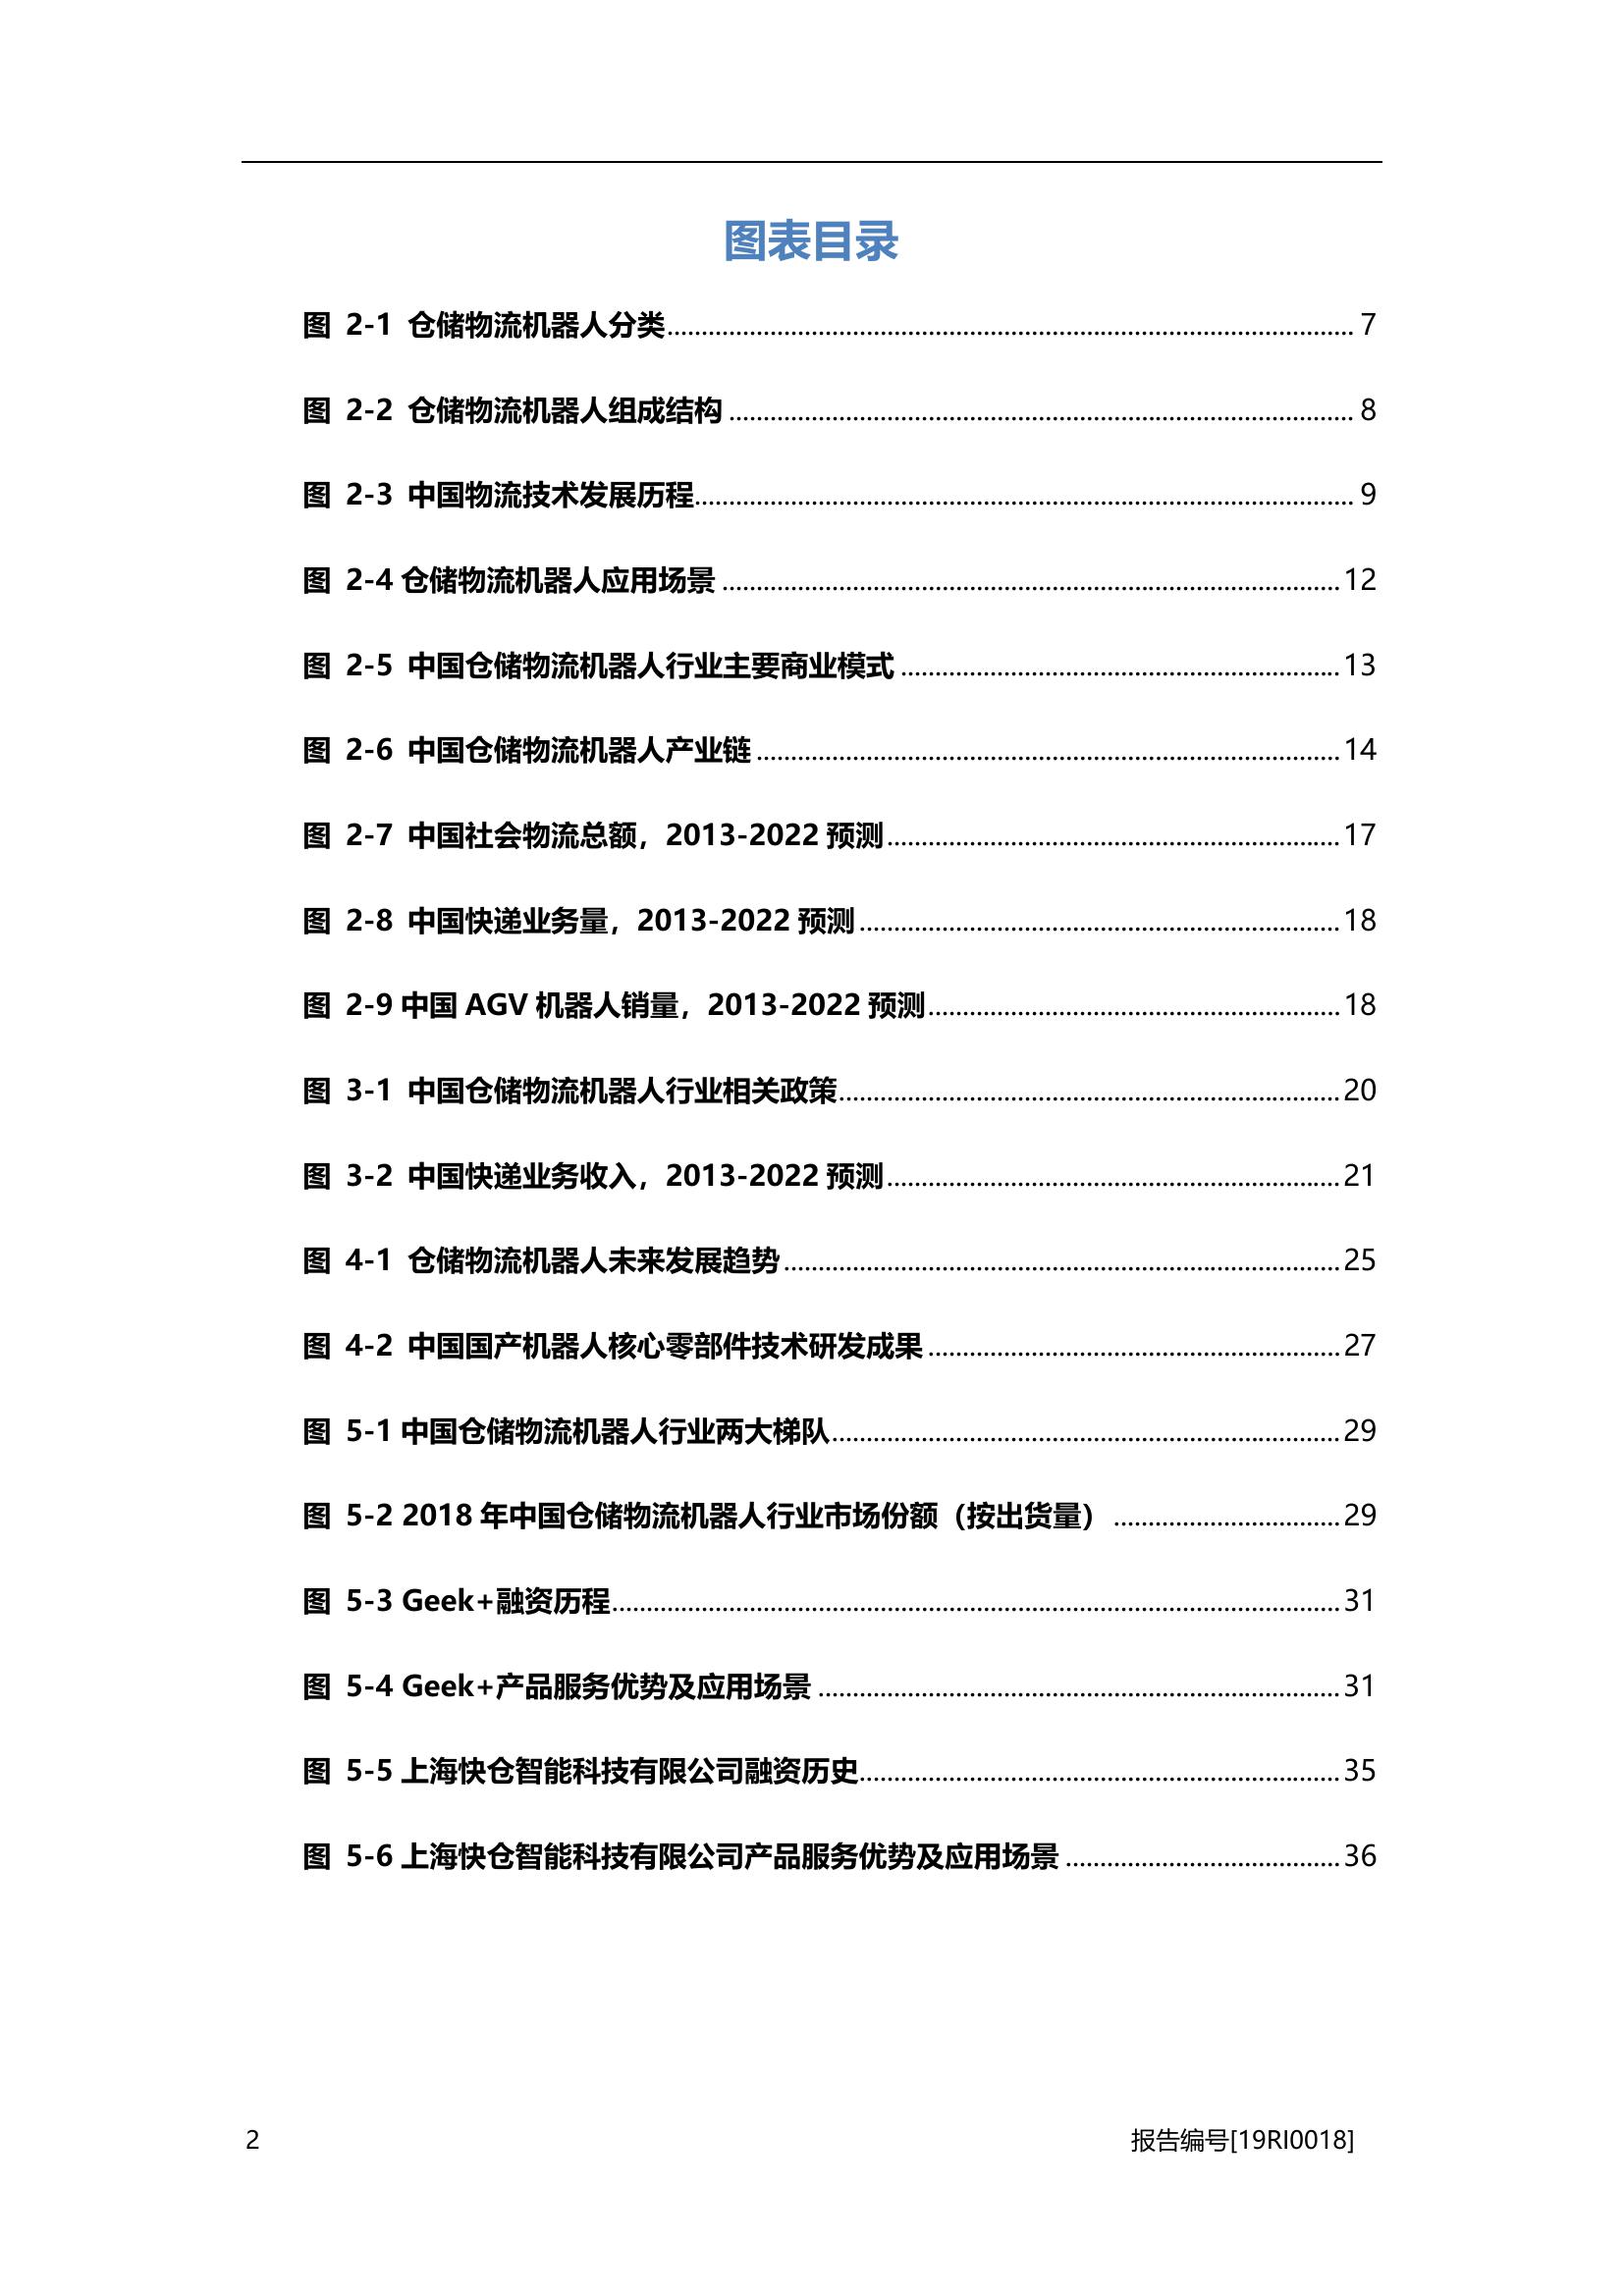 图表目录
图 2-1 仓储物流机器人分类 7
图 2-2 仓储物流机器人组成结构 8
图 2-3 中国物流技术发展历程 9
图 2-4 仓储物流机器人应用场景 12
图 2-5 中国仓储物流机器人行业主要商业模式 13
图 2-6 中国仓储物流机器人产业链 14
图 2-7 中国社会物流总额，2013-2022 预测 17
图 2-8 中国快递业务量，2013-2022 预测 18
图 2-9 中国 AGV 机器人销量，2013-2022 预测 18
图 3-1 中国仓储物流机器人行业相关政策 20
图 3-2 中国快递业务收入，2013-2022 预测 21
图 4-1 仓储物流机器人未来发展趋势 25
图 4-2 中国国产机器人核心零部件技术研发成果 27
图 5-1 中国仓储物流机器人行业两大梯队 29
图 5-2 2018 年中国仓储物流机器人行业市场份额（按出货量） 29
图 5-3 Geek+融资历程 31
图 5-4 Geek+产品服务优势及应用场景 31
图 5-5 上海快仓智能科技有限公司融资历史 35
图 5-6 上海快仓智能科技有限公司产品服务优势及应用场景 36
2 报告编号[19RI0018]